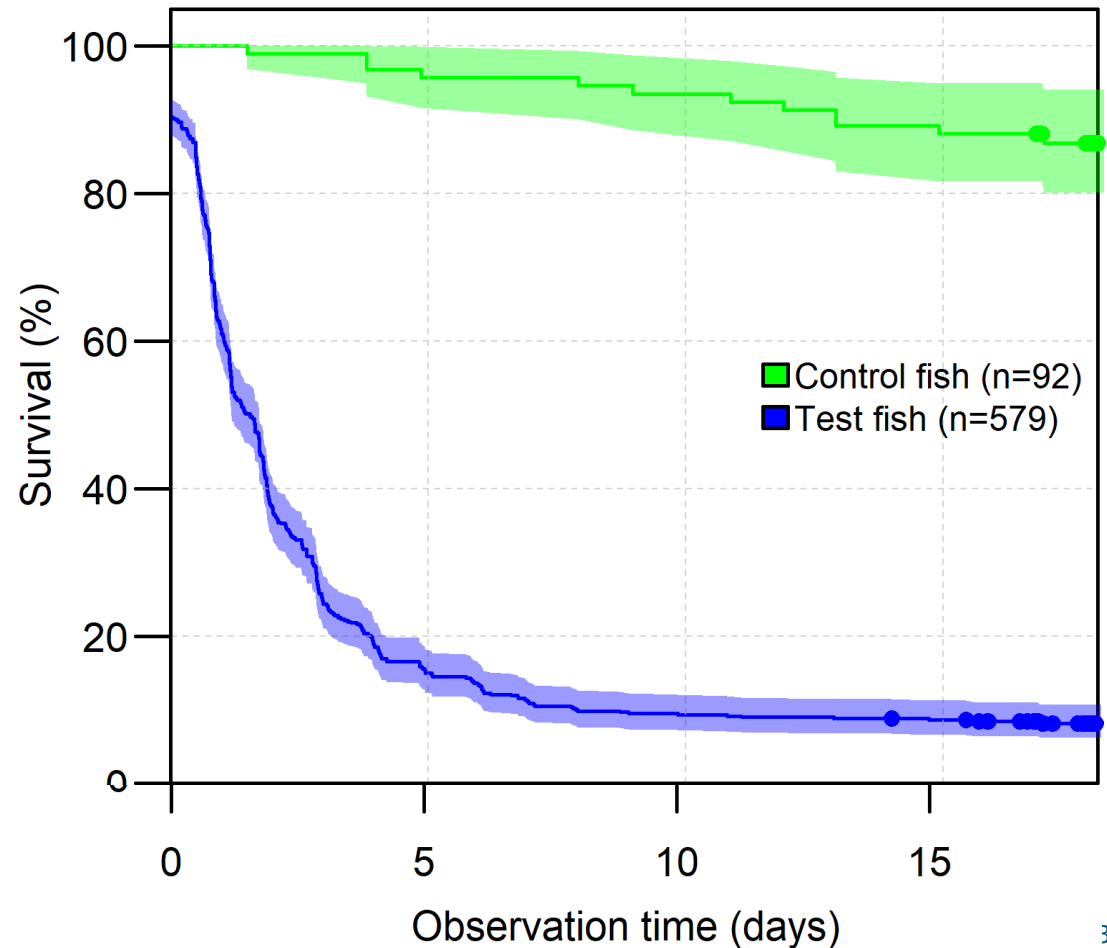 100
80
60
40
20
0
Survival (%)
Control fish (n=92)
Test fish (n=579)
0 5 10 15
Observation time (days)